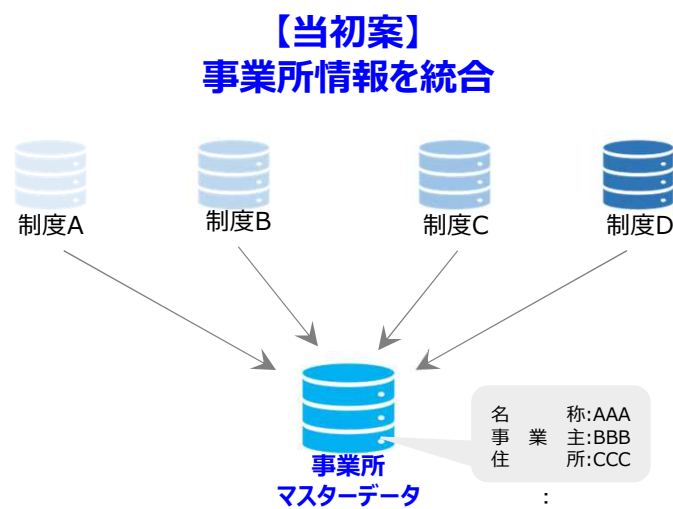 【当初案】
事業所情報を統合
制度A
制度B
制度C
制度D
名称:AAA
事業主:BBB
住所:CCC
:
事業所
マスターデータ